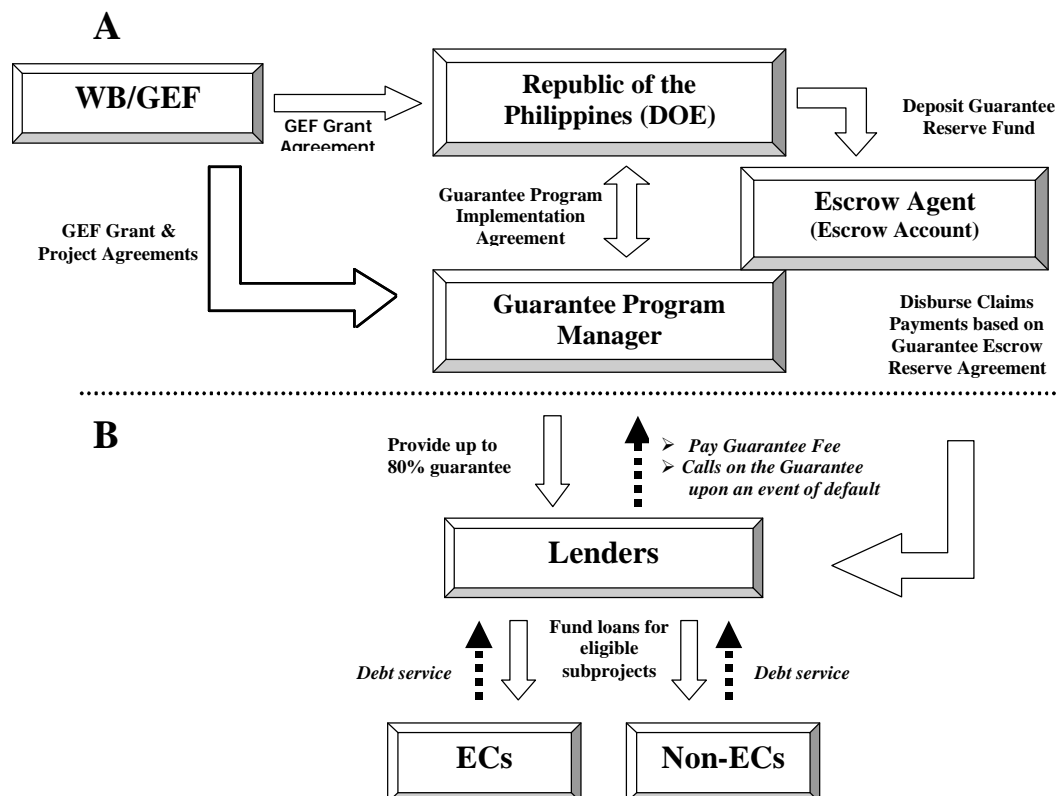 A
WB/GEF
GEF Grant
Agreement
Republic of the
Philippines (DOE)
Deposit Guarantee
Reserve Fund
GEF Grant &
Project Agreements
Guarantee Program
Implementation
Agreement
Escrow Agent
(Escrow Account)
Guarantee Program
Manager
Disburse Claims
Payments based on
Guarantee Escrow
Reserve Agreement
B
Provide up to
80% guarantee
➢ Pay Guarantee Fee
➢ Calls on the Guarantee
upon an event of default
Lenders
Debt service
Fund loans for
eligible
subprojects
Debt service
ECs
Non-ECs